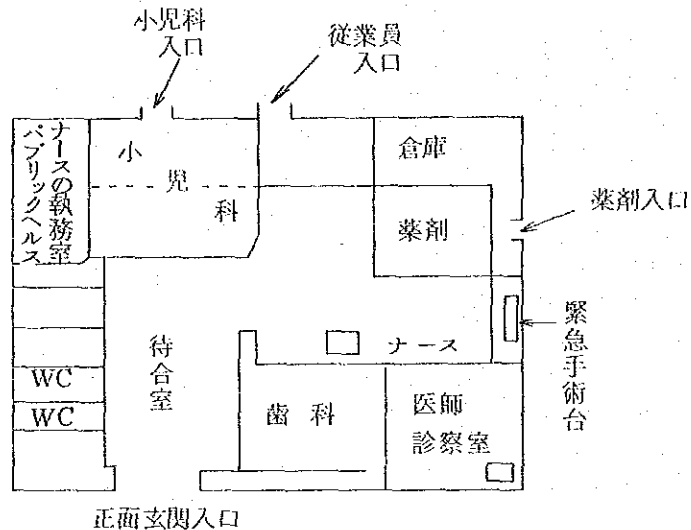 小児科
入口
従業員
入口
ナースの執務室
パブリックヘルス
小児科
倉庫
薬剤
薬剤入口
緊急手術台
待合室
ナース
WC
WC
歯科
医師
診察室
正面玄関入口